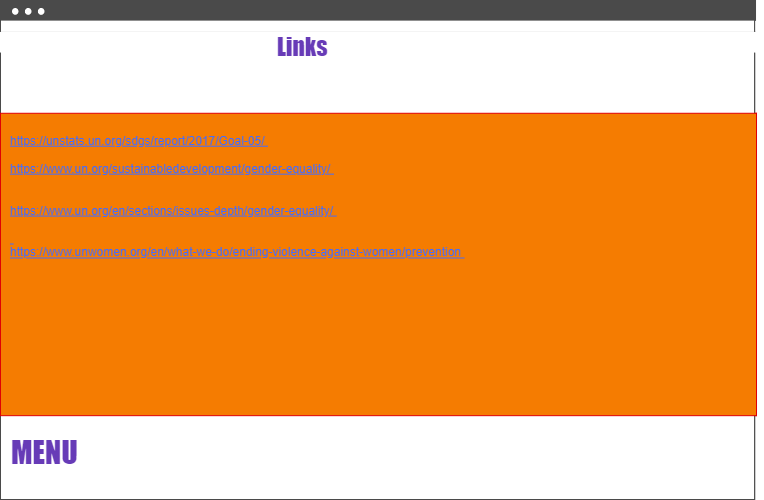 Links
https://unstats.un.org/sdgs/report/2017/Goal-05/
https://www.un.org/sustainabledevelopment/gender-equality/
https://www.un.org/en/sections/issues-depth/gender-equality/
https://www.unwomen.org/en/what-we-do/ending-violence-against-women/prevention
MENU